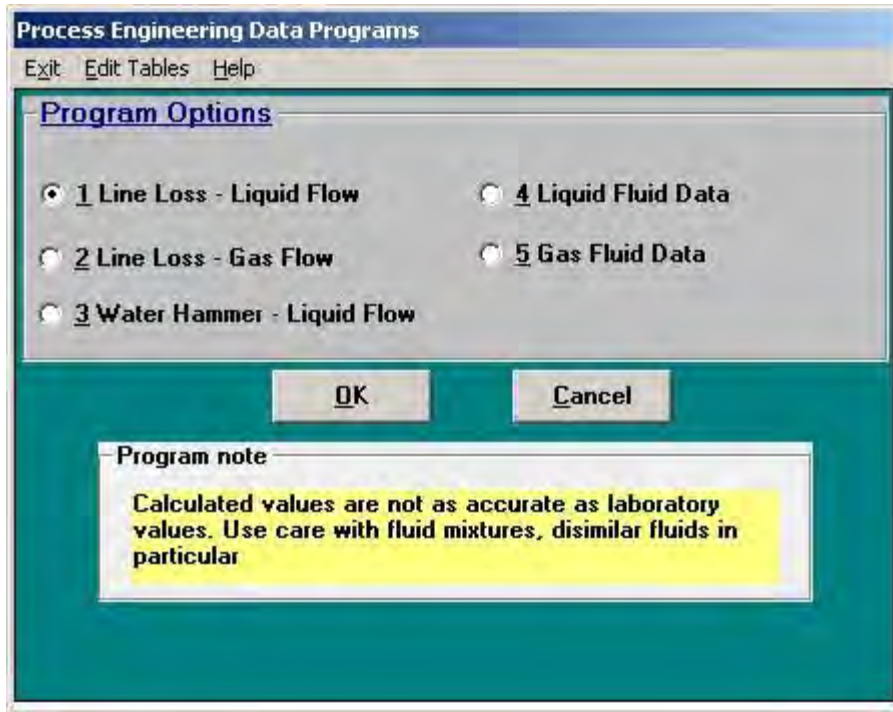 Process Engineering Data Programs
Exit Edit Tables Help
Program Options
1 Line Loss - Liquid Flow
2 Line Loss - Gas Flow
3 Water Hammer - Liquid Flow
4 Liquid Fluid Data
5 Gas Fluid Data
OK Cancel
Program note
Calculated values are not as accurate as laboratory
values. Use care with fluid mixtures, disimilar fluids in
particular